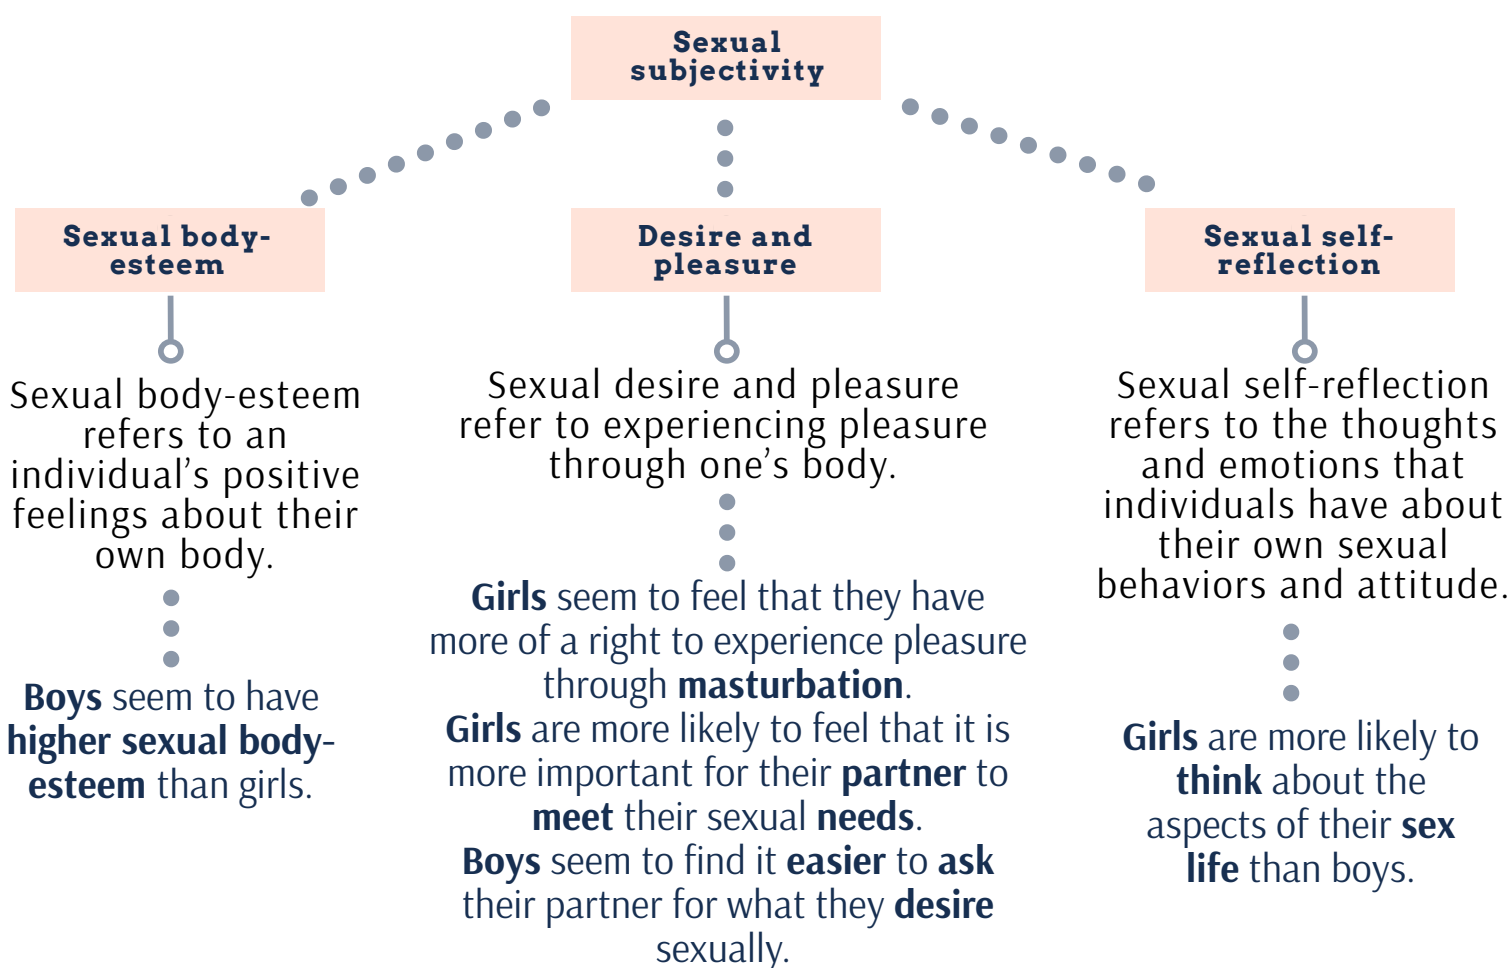 Sexual
subjectivity
Sexual body-
esteem
Sexual body-esteem
refers to an
individual’s positive
feelings about their
own body.
Boys seem to have
higher sexual body-
esteem than girls.
Desire and
pleasure
Sexual desire and pleasure
refer to experiencing pleasure
through one’s body.
Girls seem to feel that they have
more of a right to experience pleasure
through masturbation.
Girls are more likely to feel that it is
more important for their partner to
meet their sexual needs.
Boys seem to find it easier to ask
their partner for what they desire
sexually.
Sexual self-
reflection
Sexual self-reflection
refers to the thoughts
and emotions that
individuals have about
their own sexual
behaviors and attitude.
Girls are more likely to
think about the
aspects of their sex
life than boys.